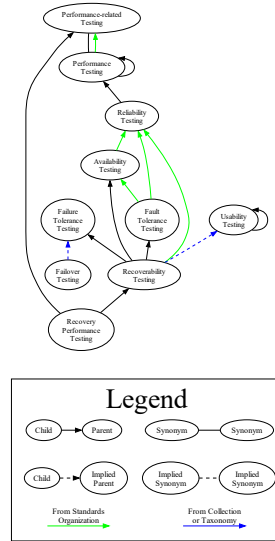 Performance-related
Testing
Performance
Testing
Reliability
Testing
Availability
Testing
Failure
Tolerance
Testing
Fault
Tolerance
Testing
Usability
Testing
Failover
Testing
Recoverability
Testing
Recovery
Performance
Testing
Legend
Child
Parent
Synonym
Synonym
Child
Implied
Parent
Implied
Synonym
Implied
Synonym
From Standards
Organization
From Collection
or Taxonomy